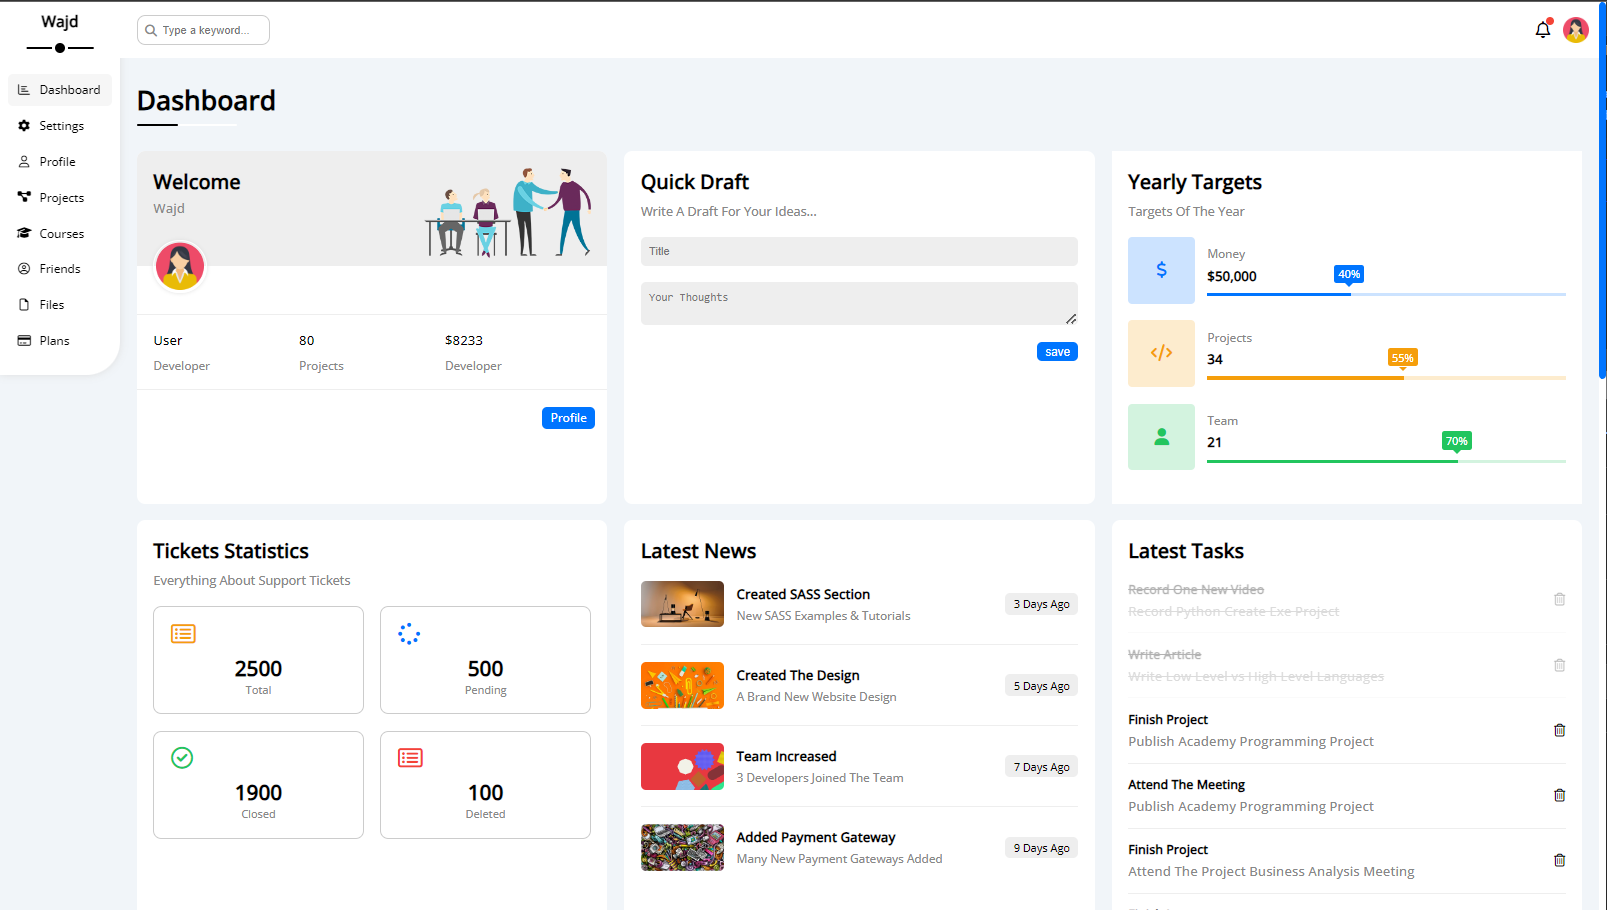 Wajd
Type a keyword...
Dashboard
Settings
Profile
Projects
Courses
Friends
Files
Plans
Dashboard
Welcome
Wajd
User
Developer
80
Projects
$8233
Developer
Profile
Quick Draft
Write A Draft For Your Ideas...
Title
Your Thoughts
save
Yearly Targets
Targets Of The Year
$
Money
$50,000
40%
</>
Projects
34
55%
Team
21
70%
Tickets Statistics
Everything About Support Tickets
2500
Total
500
Pending
1900
Closed
100
Deleted
Latest News
Created SASS Section
New SASS Examples & Tutorials
3 Days Ago
Created The Design
A Brand New Website Design
5 Days Ago
Team Increased
3 Developers Joined The Team
7 Days Ago
Added Payment Gateway
Many New Payment Gateways Added
9 Days Ago
Latest Tasks
Record One New Video
Record Python Create Exe Project
Write Article
Write Low Level vs High Level Languages
Finish Project
Publish Academy Programming Project
Attend The Meeting
Publish Academy Programming Project
Finish Project
Attend The Project Business Analysis Meeting